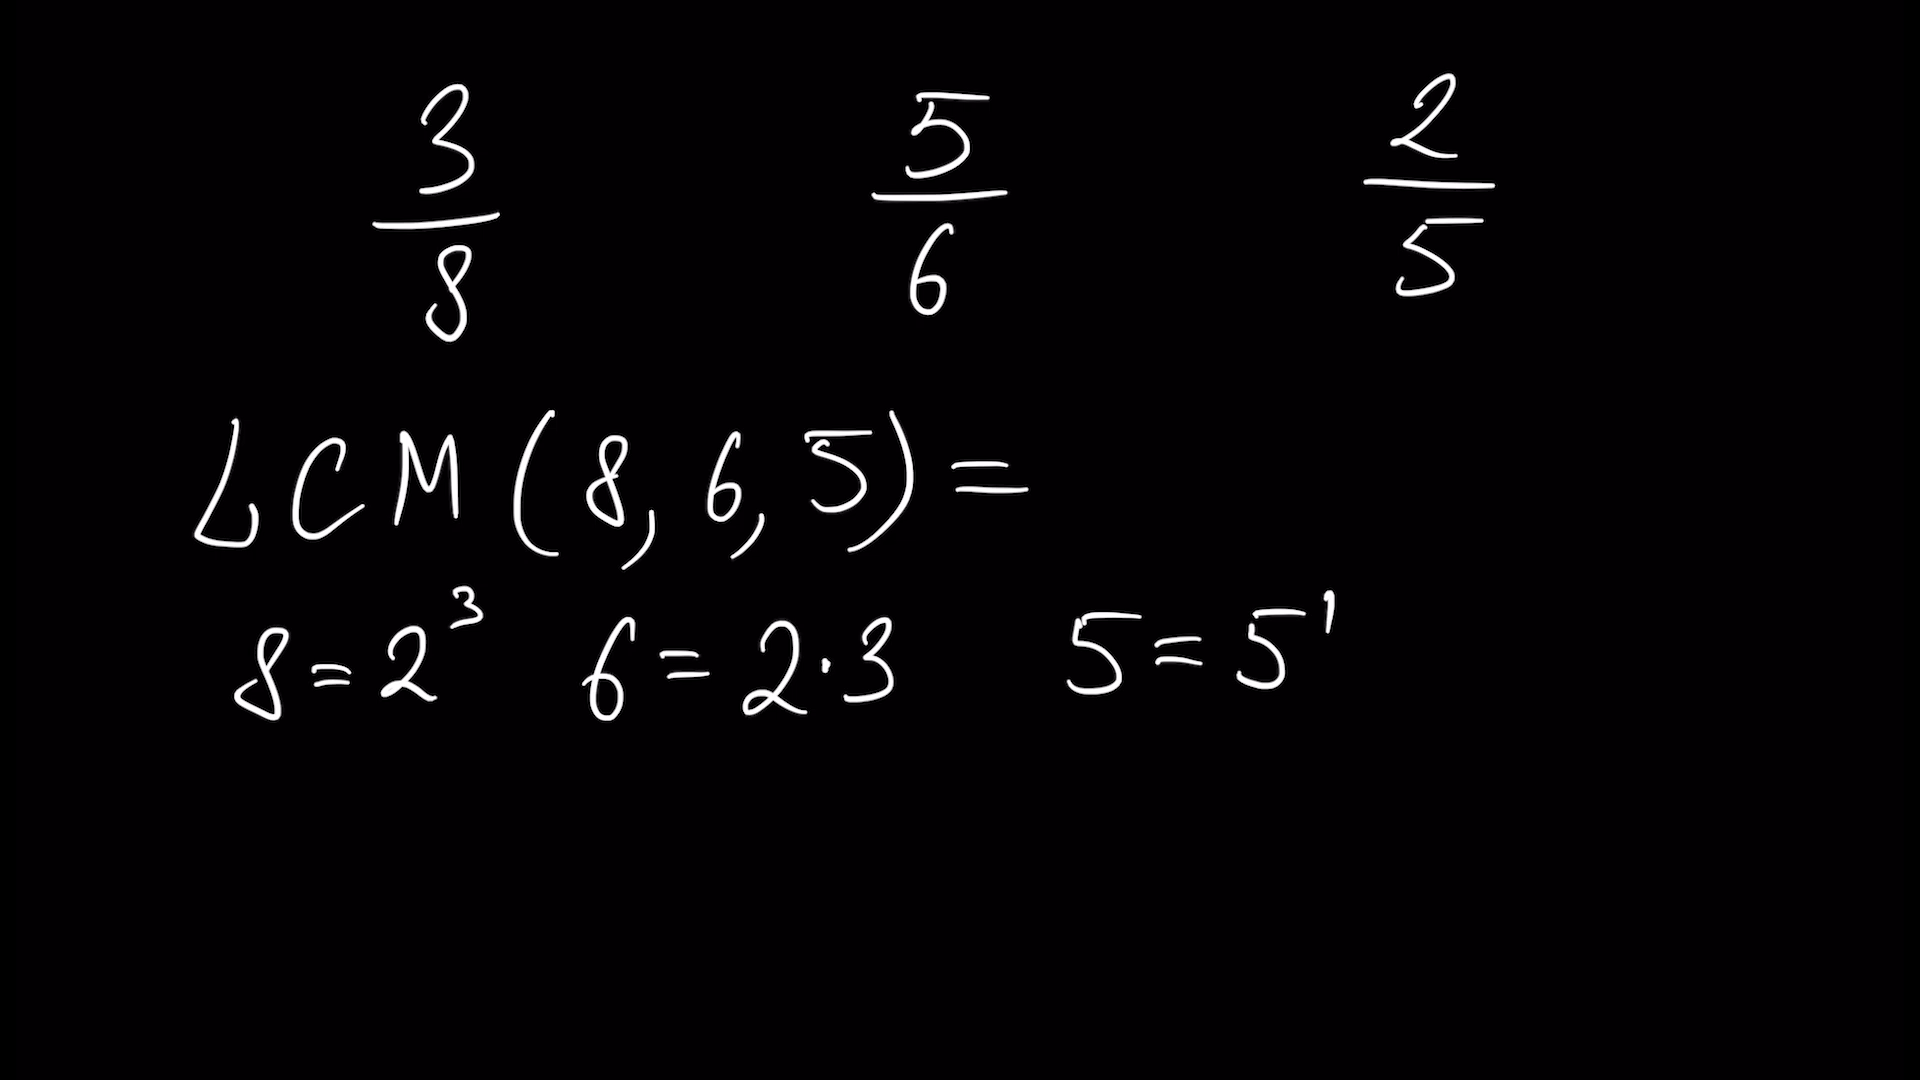 3/8 5/6 2/5
LCM(8, 6, 5) =
8 = 2³ 6 = 2·3 5 = 5¹